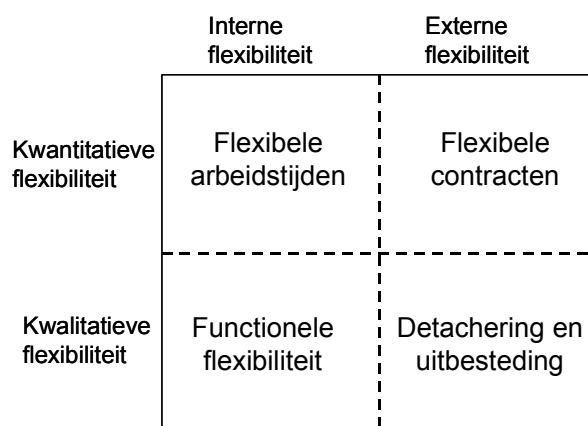 Interne
flexibiliteit
Externe
flexibiliteit
Kwantitatieve
flexibiliteit
Flexibele
arbeidstijden
Flexibele
contracten
Kwalitatieve
flexibiliteit
Functionele
flexibiliteit
Detachering en
uitbesteding